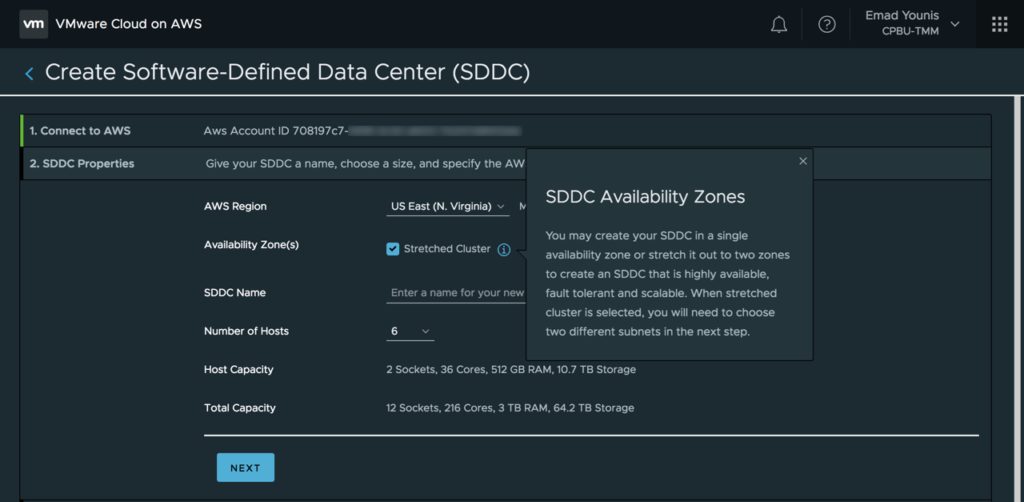 vm VMware Cloud on AWS
Emad Younis
CPBU-TMM
Create Software-Defined Data Center (SDDC)
1. Connect to AWS Aws Account ID 708197c7-
2. SDDC Properties Give your SDDC a name, choose a size, and specify the AW
AWS Region US East (N. Virginia) M
Availability Zone(s) Stretched Cluster
SDDC Name Enter a name for your new
Number of Hosts 6
Host Capacity 2 Sockets, 36 Cores, 512 GB RAM, 10.7 TB Storage
Total Capacity 12 Sockets, 216 Cores, 3 TB RAM, 64.2 TB Storage
NEXT
SDDC Availability Zones
You may create your SDDC in a single
availability zone or stretch it out to two zones
to create an SDDC that is highly available,
fault tolerant and scalable. When stretched
cluster is selected, you will need to choose
two different subnets in the next step.